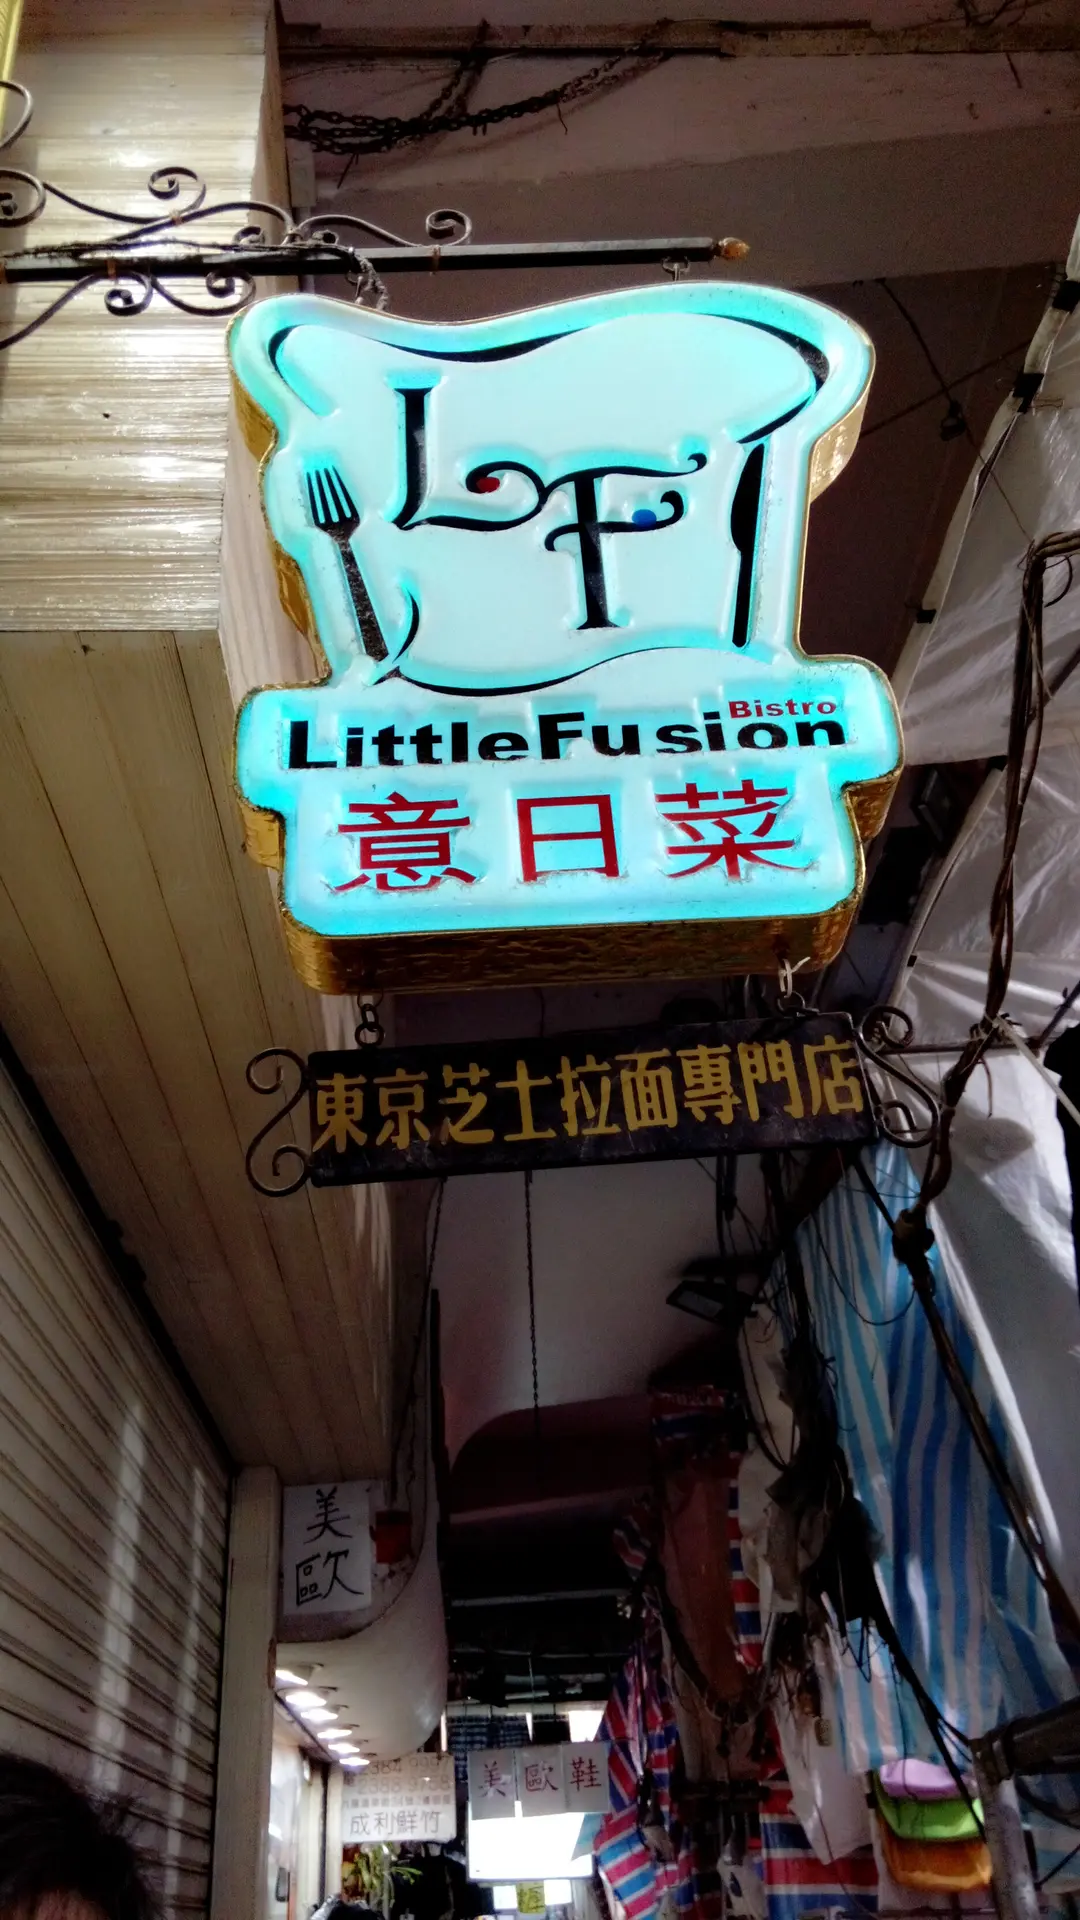 LF
Bistro
LittleFusion
意日菜
東京芝士拉面專門店
美
歐
美歐鞋
成利鮮竹